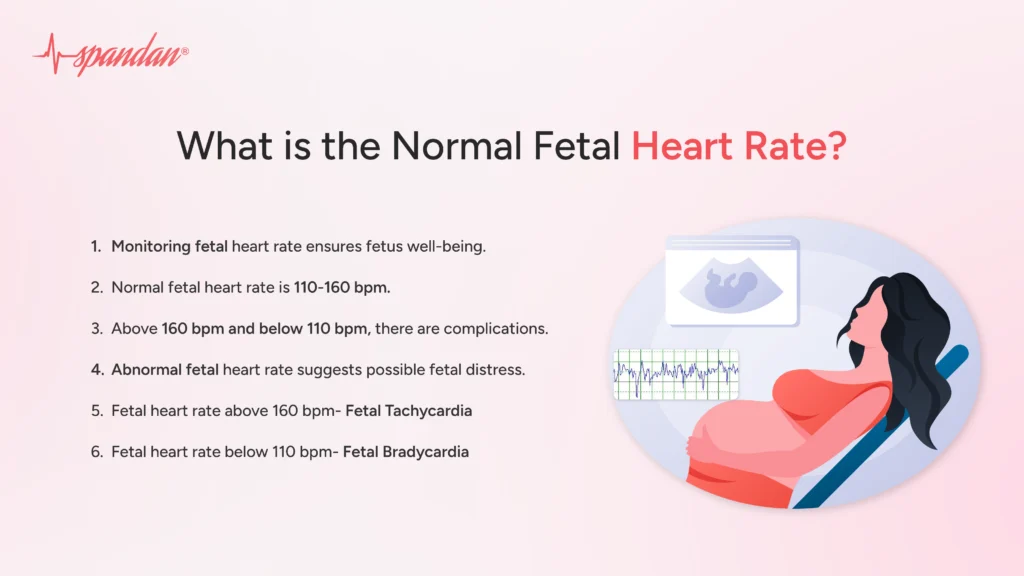 spandan®
What is the Normal Fetal Heart Rate?
1. Monitoring fetal heart rate ensures fetus well-being.
2. Normal fetal heart rate is 110-160 bpm.
3. Above 160 bpm and below 110 bpm, there are complications.
4. Abnormal fetal heart rate suggests possible fetal distress.
5. Fetal heart rate above 160 bpm- Fetal Tachycardia
6. Fetal heart rate below 110 bpm- Fetal Bradycardia